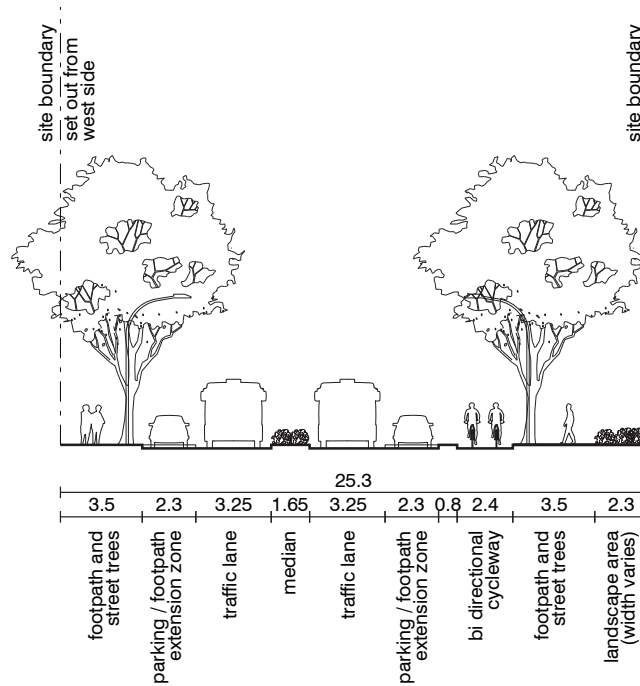 site boundary
set out from
west side
site boundary
25.3
3.5 2.3 3.25 1.65 3.25 2.3 0.8 2.4 3.5 2.3
footpath and
street trees
parking / footpath
extension zone
traffic lane
median
traffic lane
parking / footpath
extension zone
bi directional
cycleway
footpath and
street trees
landscape area
(width varies)